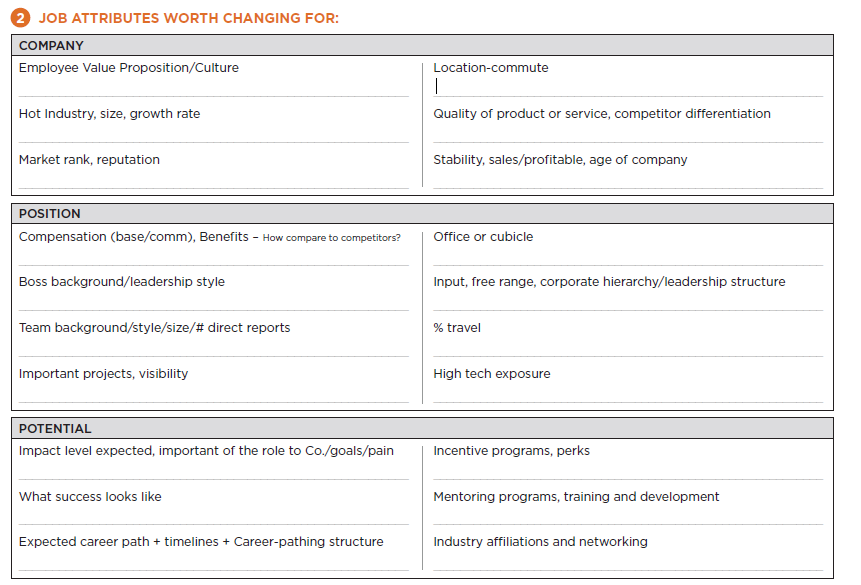 2 JOB ATTRIBUTES WORTH CHANGING FOR:
COMPANY
Employee Value Proposition/Culture
Location-commute
Hot Industry, size, growth rate
Quality of product or service, competitor differentiation
Market rank, reputation
Stability, sales/profitable, age of company
POSITION
Compensation (base/comm), Benefits – How compare to competitors?
Office or cubicle
Boss background/leadership style
Input, free range, corporate hierarchy/leadership structure
Team background/style/size/# direct reports
% travel
Important projects, visibility
High tech exposure
POTENTIAL
Impact level expected, important of the role to Co./goals/pain
Incentive programs, perks
What success looks like
Mentoring programs, training and development
Expected career path + timelines + Career-pathing structure
Industry affiliations and networking